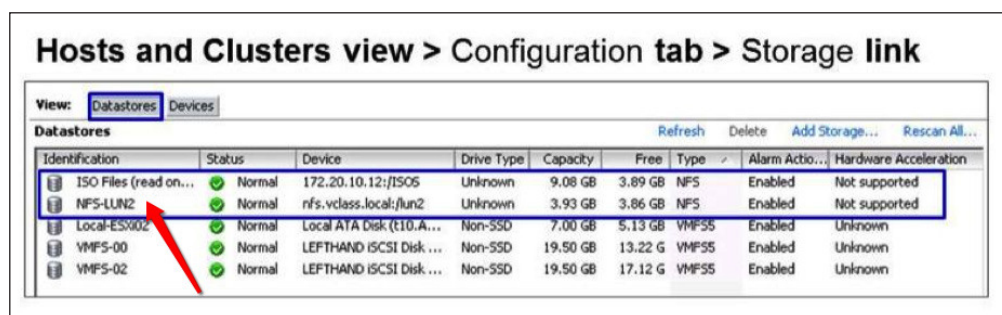 Hosts and Clusters view > Configuration tab > Storage link
View: Datastores Devices
Datastores Refresh Delete Add Storage... Rescan All...
Identification Status Device Drive Type Capacity Free Type Alarm Actio... Hardware Acceleration
ISO Files (read on... Normal 172.20.10.12:/ISOS Unknown 9.08 GB 3.89 GB NFS Enabled Not supported
NFS-LUN2 Normal nfs.vclass.local:/lun2 Unknown 3.93 GB 3.86 GB NFS Enabled Not supported
Local-ESXi02 Normal Local ATA Disk (t10.A... Non-SSD 7.00 GB 5.13 GB VMFS5 Enabled Unknown
VMFS-00 Normal LEFTHAND iSCSI Disk ... Non-SSD 19.50 GB 13.22 G VMFS5 Enabled Unknown
VMFS-02 Normal LEFTHAND iSCSI Disk ... Non-SSD 19.50 GB 17.12 G VMFS5 Enabled Unknown